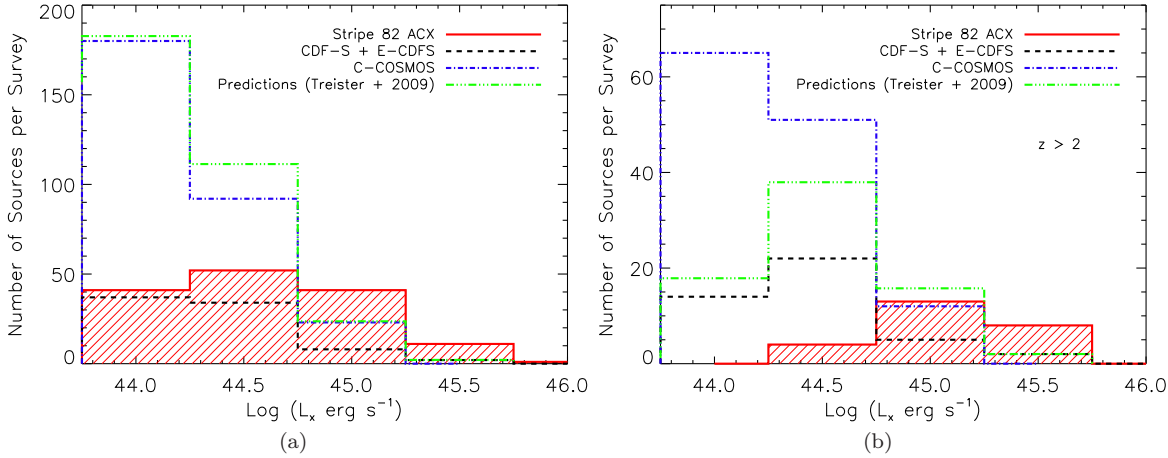 Number of Sources per Survey
200
150
100
50
0
Stripe 82 ACX
CDF-S + E-CDFS
C-COSMOS
Predictions (Treister + 2009)
44.0 44.5 45.0 45.5 46.0
Log (Lx erg s⁻¹)
(a)
Number of Sources per Survey
60
40
20
0
Stripe 82 ACX
CDF-S + E-CDFS
C-COSMOS
Predictions (Treister + 2009)
z > 2
44.0 44.5 45.0 45.5 46.0
Log (Lx erg s⁻¹)
(b)